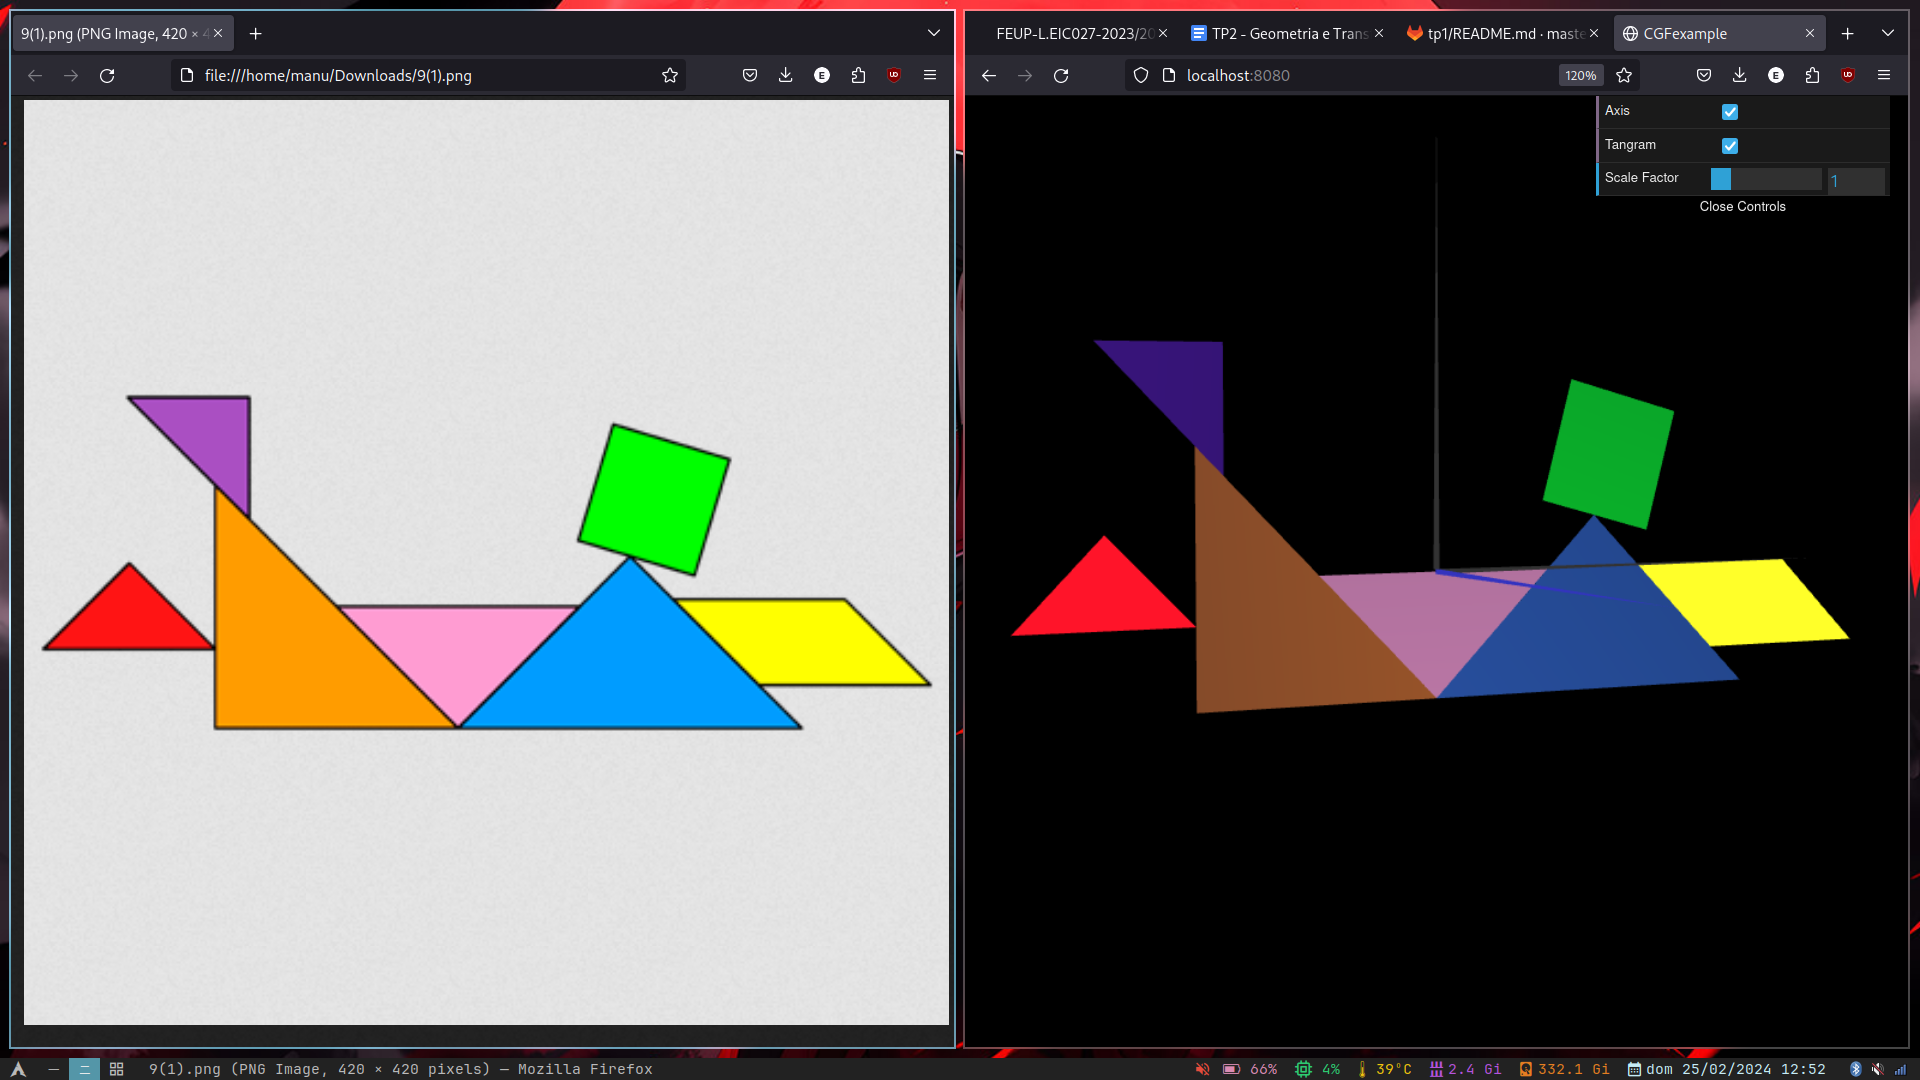 9(1).png (PNG Image, 420 × 4
file:///home/manu/Downloads/9(1).png
FEUP-L.EIC027-2023/20
TP2 - Geometria e Trans
tp1/README.md · maste
CGFexample
localhost:8080
120%
Axis
Tangram
Scale Factor
1
Close Controls
9(1).png (PNG Image, 420 × 420 pixels) — Mozilla Firefox
66%
4%
39°C
2.4 Gi
332.1 Gi
dom 25/02/2024 12:52